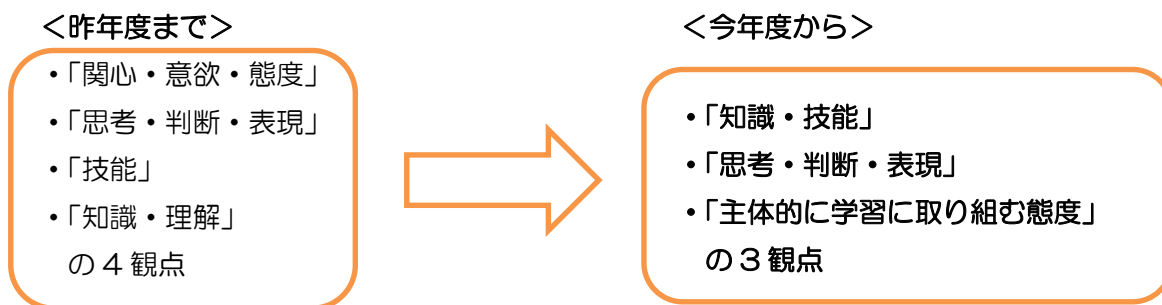 ＜昨年度まで＞
・「関心・意欲・態度」
・「思考・判断・表現」
・「技能」
・「知識・理解」
の４観点
＜今年度から＞
・「知識・技能」
・「思考・判断・表現」
・「主体的に学習に取り組む態度」
の３観点